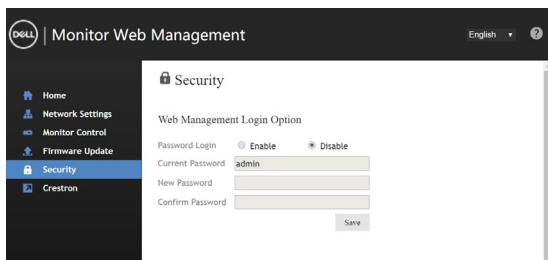 DELL | Monitor Web Management
English
?
Home
Network Settings
Monitor Control
Firmware Update
Security
Crestron
Security
Web Management Login Option
Password Login Enable Disable
Current Password admin
New Password
Confirm Password
Save